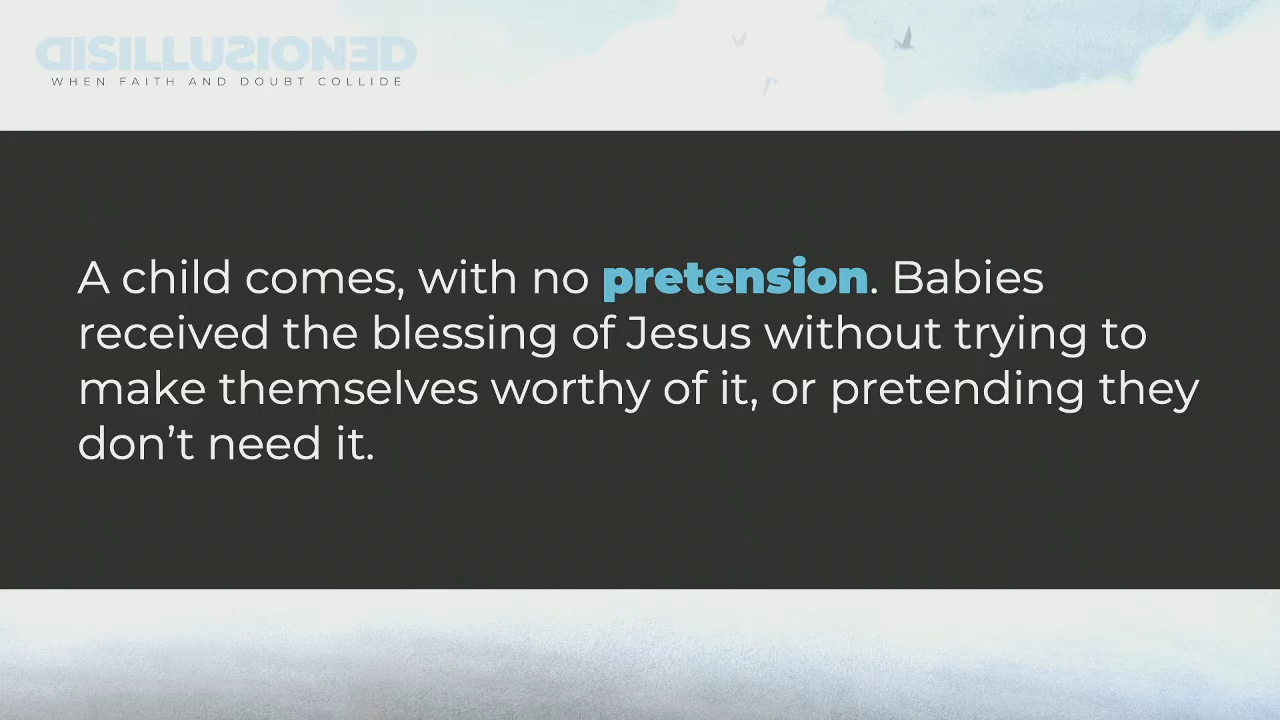 DISILLUSIONED
WHEN FAITH AND DOUBT COLLIDE
A child comes, with no pretension. Babies
received the blessing of Jesus without trying to
make themselves worthy of it, or pretending they
don’t need it.